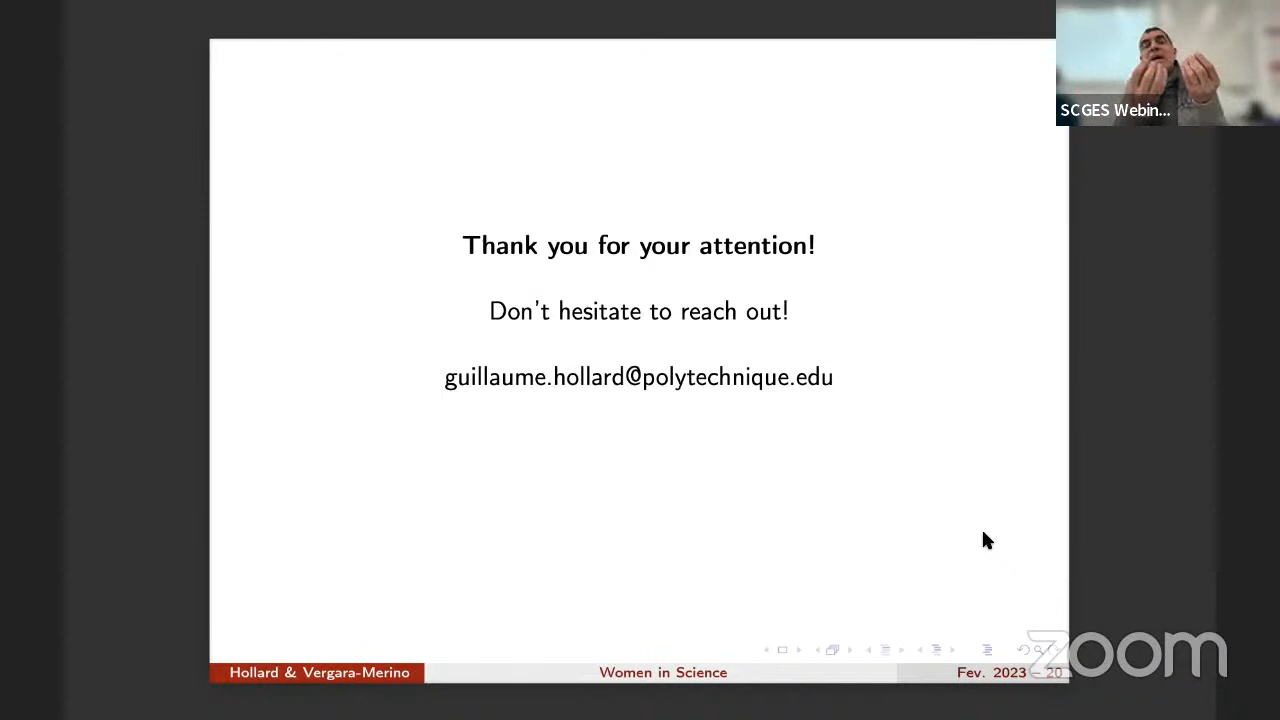 SCGES Webin...
Thank you for your attention!
Don't hesitate to reach out!
guillaume.hollard@polytechnique.edu
Hollard & Vergara-Merino
Women in Science
Fev. 2023 – 20
zoom